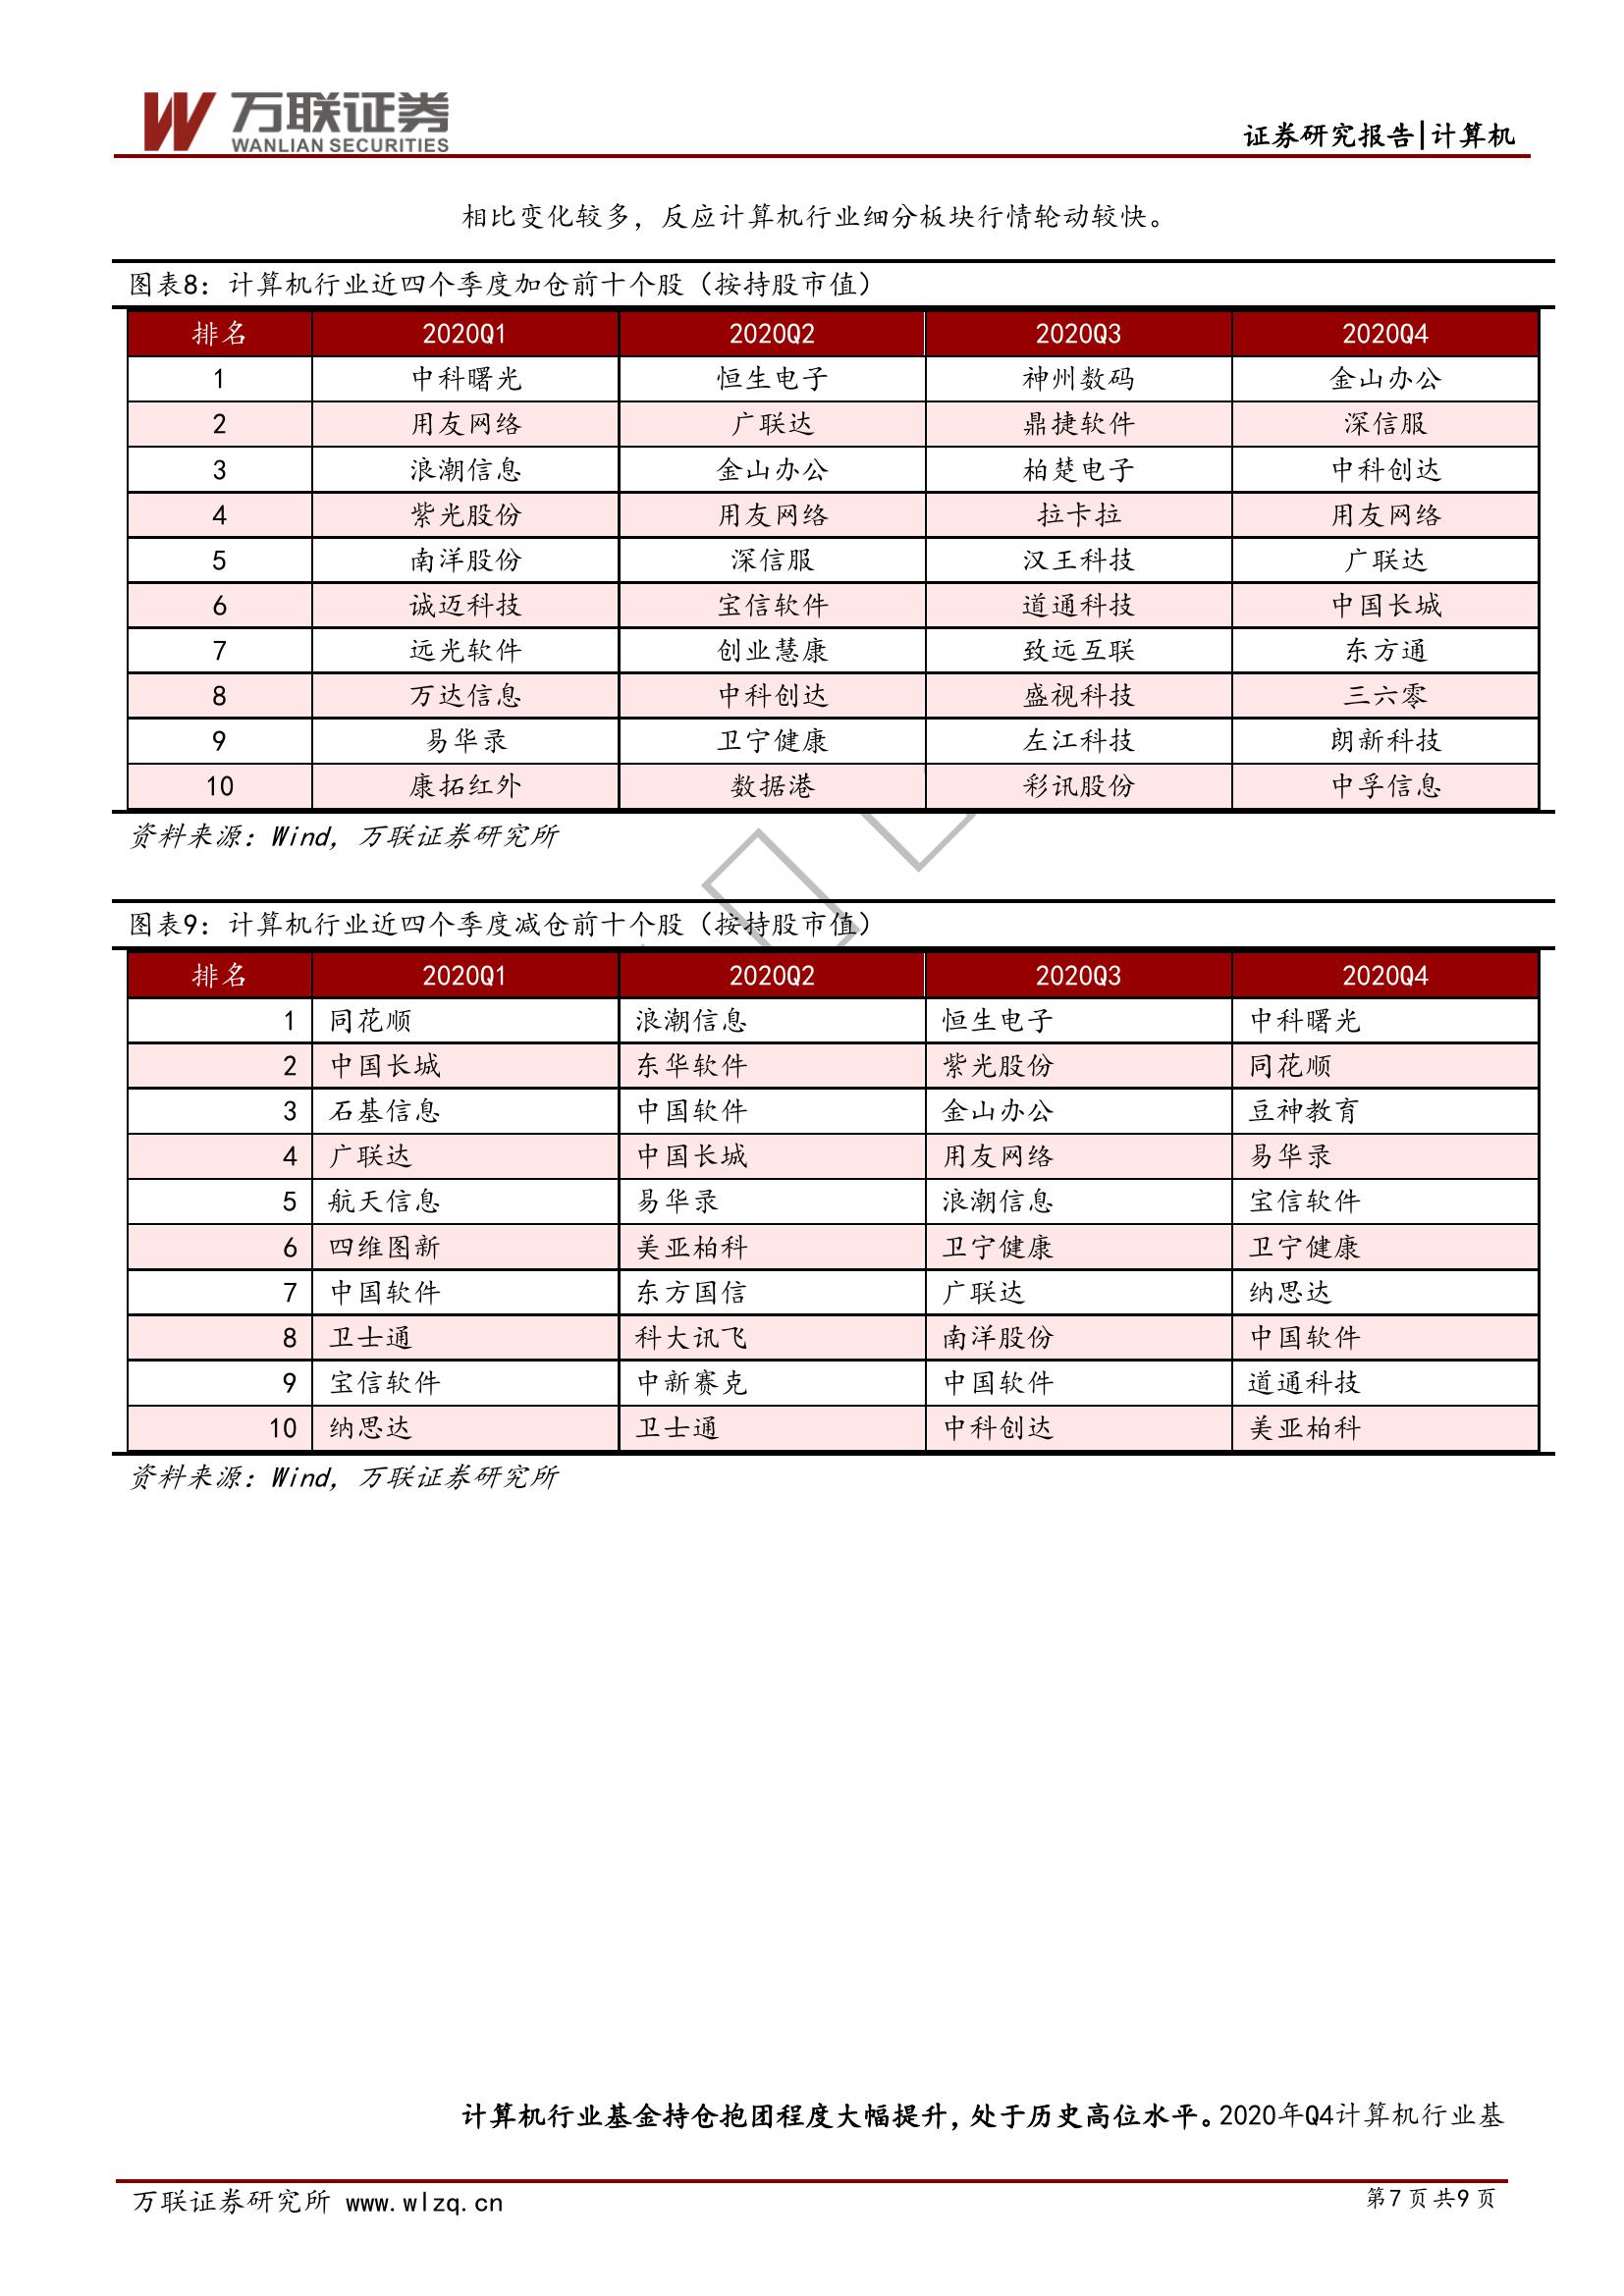 万联证券
WANLIAN SECURITIES
证券研究报告|计算机
相比变化较多，反应计算机行业细分板块行情轮动较快。
图表8：计算机行业近四个季度加仓前十个股（按持股市值）
排名 2020Q1 2020Q2 2020Q3 2020Q4
1 中科曙光 恒生电子 神州数码 金山办公
2 用友网络 广联达 鼎捷软件 深信服
3 浪潮信息 金山办公 柏楚电子 中科创达
4 紫光股份 用友网络 拉卡拉 用友网络
5 南洋股份 深信服 汉王科技 广联达
6 诚迈科技 宝信软件 道通科技 中国长城
7 远光软件 创业慧康 致远互联 东方通
8 万达信息 中科创达 盛视科技 三六零
9 易华录 卫宁健康 左江科技 朗新科技
10 康拓红外 数据港 彩讯股份 中孚信息
资料来源：Wind，万联证券研究所
图表9：计算机行业近四个季度减仓前十个股（按持股市值）
排名 2020Q1 2020Q2 2020Q3 2020Q4
1 同花顺 浪潮信息 恒生电子 中科曙光
2 中国长城 东华软件 紫光股份 同花顺
3 石基信息 中国软件 金山办公 豆神教育
4 广联达 中国长城 用友网络 易华录
5 航天信息 易华录 浪潮信息 宝信软件
6 四维图新 美亚柏科 卫宁健康 卫宁健康
7 中国软件 东方国信 广联达 纳思达
8 卫士通 科大讯飞 南洋股份 中国软件
9 宝信软件 中新赛克 中国软件 道通科技
10 纳思达 卫士通 中科创达 美亚柏科
资料来源：Wind，万联证券研究所
计算机行业基金持仓抱团程度大幅提升，处于历史高位水平。2020年Q4计算机行业基
万联证券研究所 www.wlzq.cn
第7页共9页